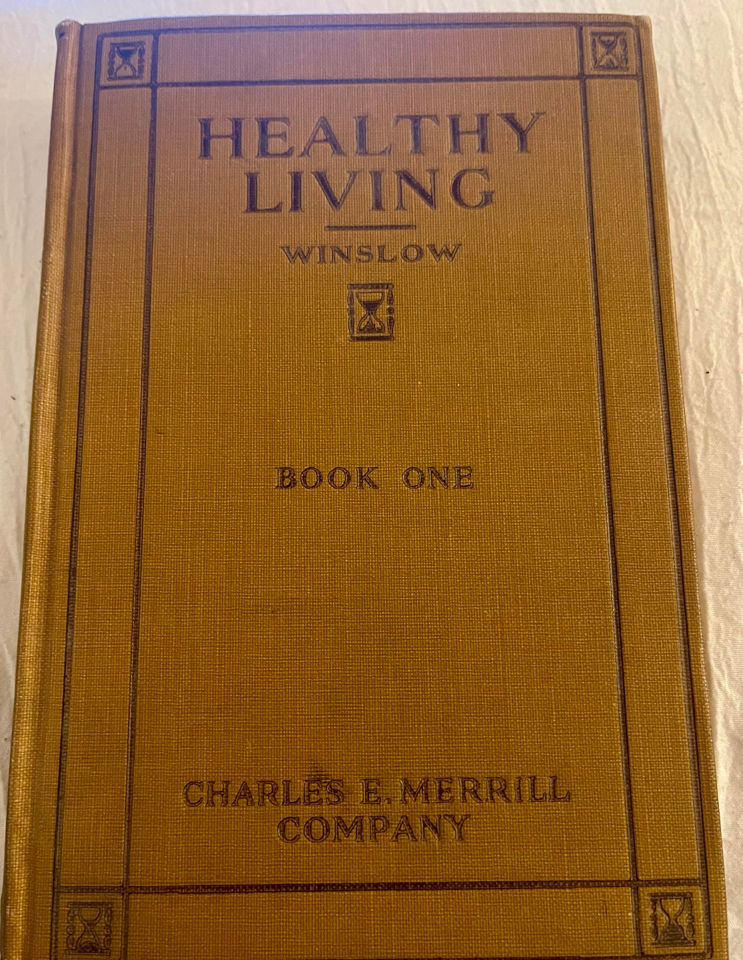 HEALTHY
LIVING
WINSLOW
BOOK ONE
CHARLES E. MERRILL
COMPANY